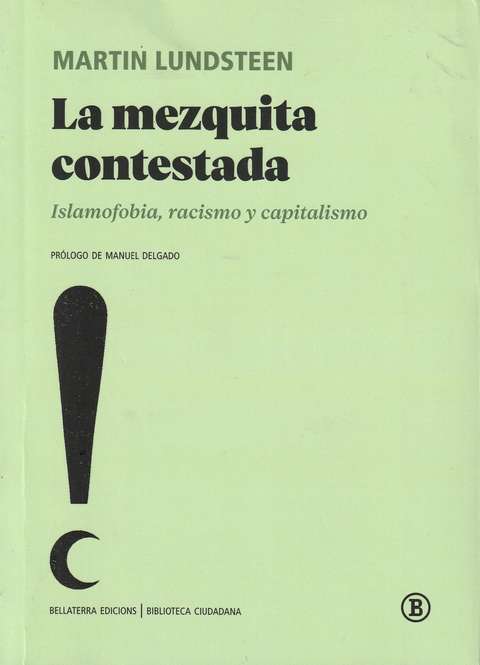 MARTIN LUNDSTEEN
La mezquita
contestada
Islamofobia, racismo y capitalismo
PRÓLOGO DE MANUEL DELGADO
BELLATERRA EDICIONS | BIBLIOTECA CIUDADANA
B